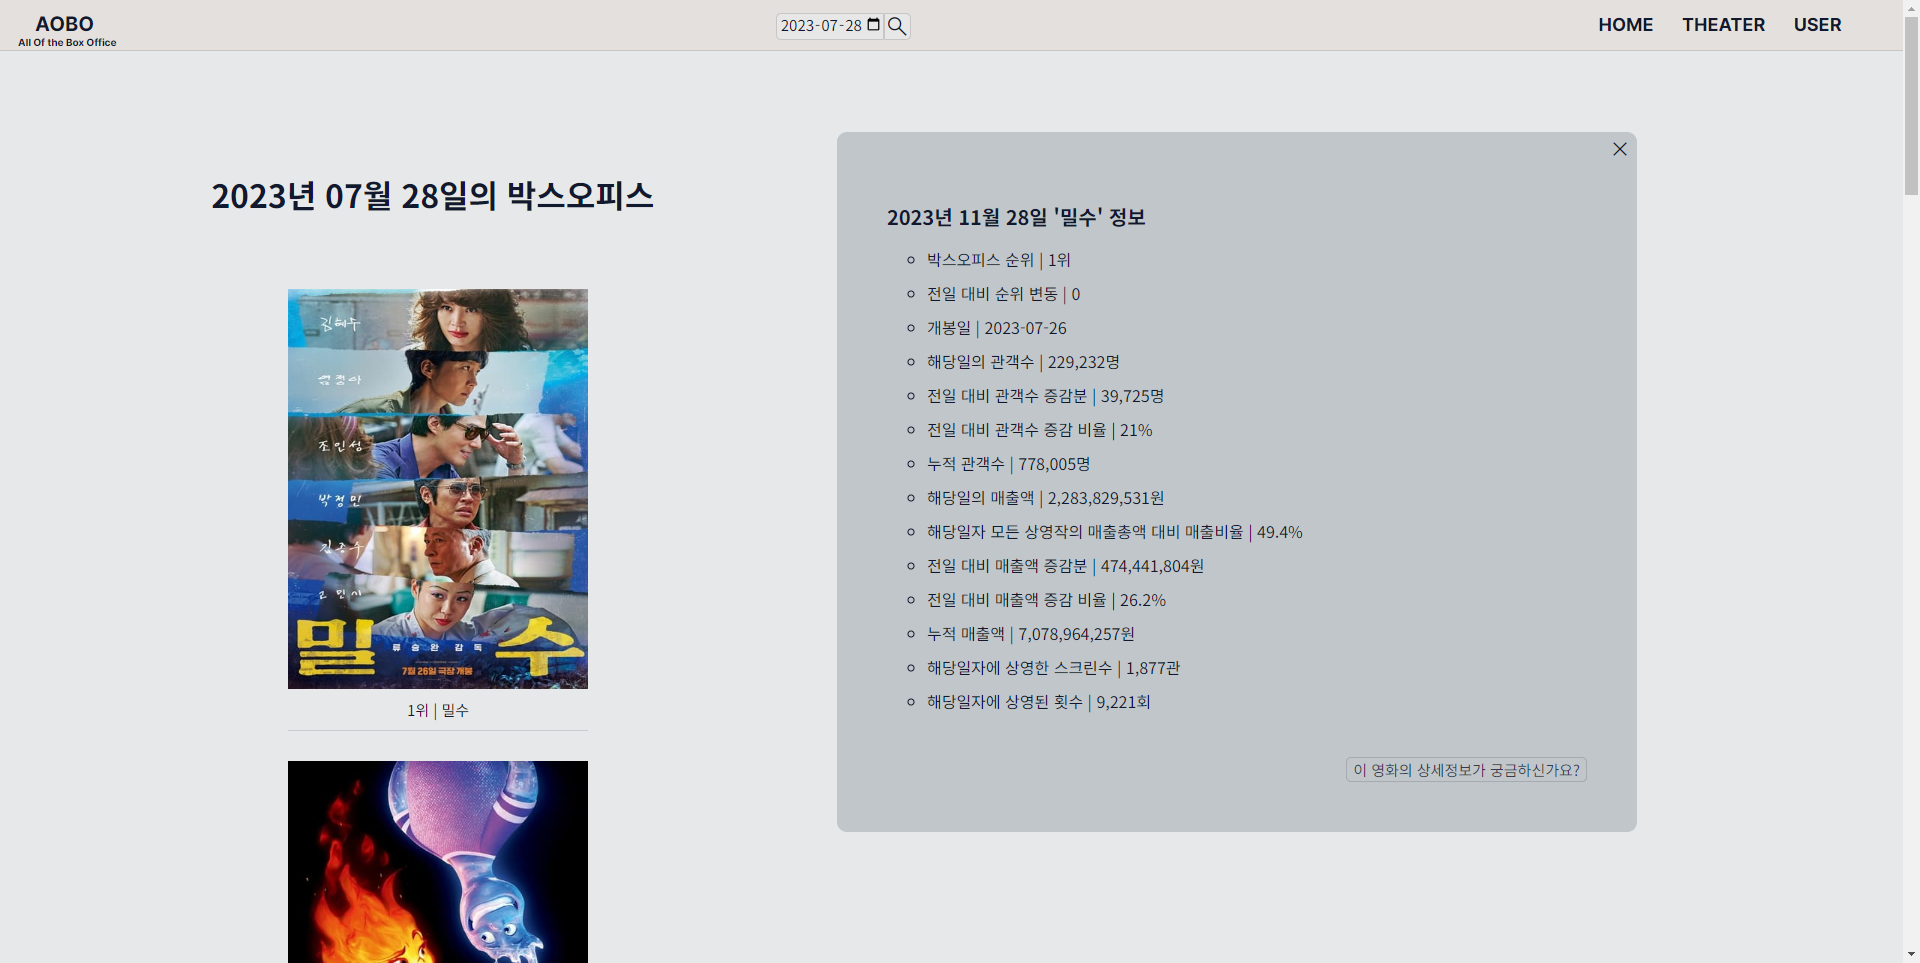 AOBO
All Of the Box Office
2023-07-28
HOME THEATER USER
2023년 07월 28일의 박스오피스
김혜수
염정아
조인성
박정민
김종수
고민시
밀수
류승완 감독
7월 26일 극장 개봉
1위 | 밀수
2023년 11월 28일 '밀수' 정보
박스오피스 순위 | 1위
전일 대비 순위 변동 | 0
개봉일 | 2023-07-26
해당일의 관객수 | 229,232명
전일 대비 관객수 증감분 | 39,725명
전일 대비 관객수 증감 비율 | 21%
누적 관객수 | 778,005명
해당일의 매출액 | 2,283,829,531원
해당일자 모든 상영작의 매출총액 대비 매출비율 | 49.4%
전일 대비 매출액 증감분 | 474,441,804원
전일 대비 매출액 증감 비율 | 26.2%
누적 매출액 | 7,078,964,257원
해당일자에 상영한 스크린수 | 1,877관
해당일자에 상영된 횟수 | 9,221회
이 영화의 상세정보가 궁금하신가요?